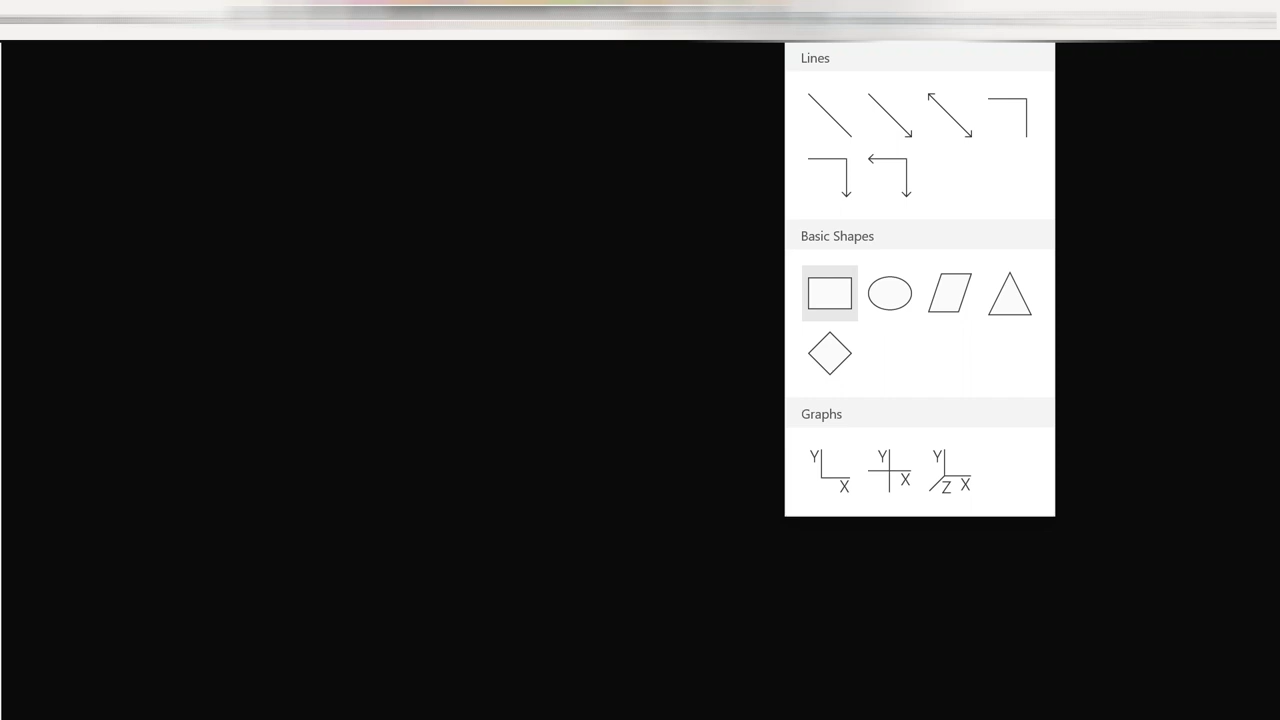 Lines
Basic Shapes
Graphs
Y X
Y X
Y Z X